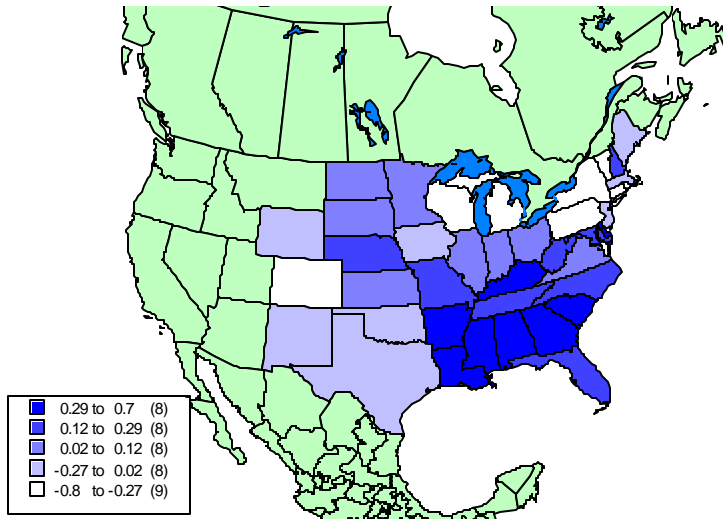 0.29 to 0.7 (8)
0.12 to 0.29 (8)
0.02 to 0.12 (8)
-0.27 to 0.02 (8)
-0.8 to -0.27 (9)